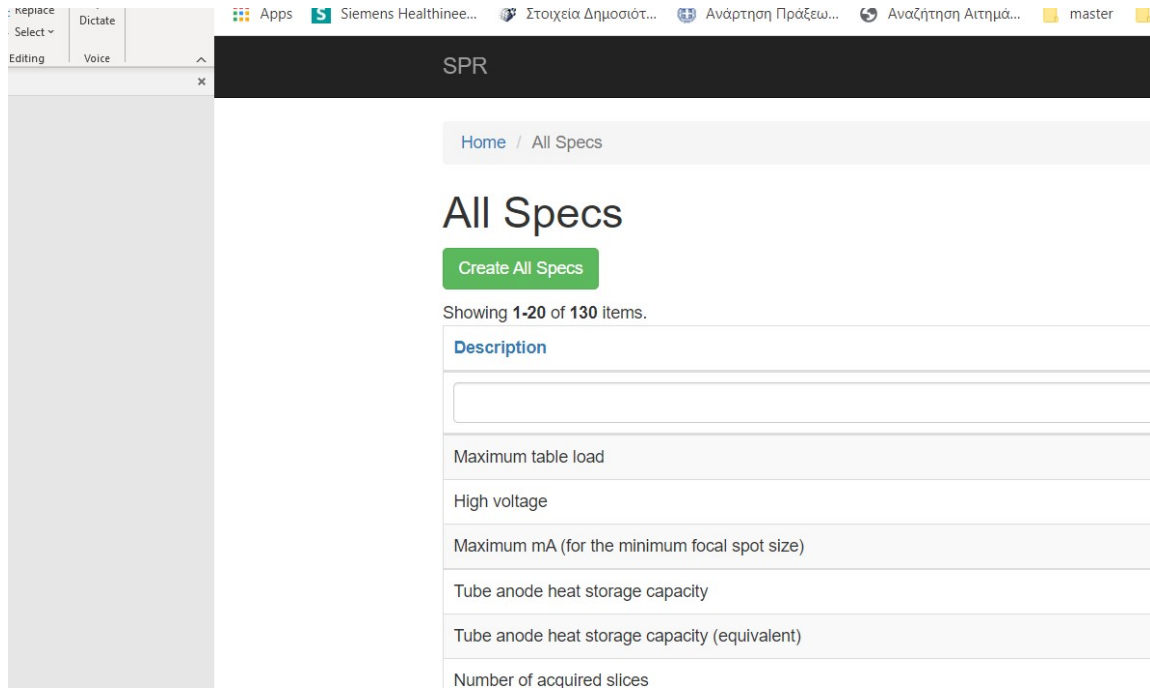 Replace
Dictate
Select
Editing
Voice
Apps
Siemens Healthinee...
Στοιχεία Δημοσιότ...
Ανάρτηση Πράξεω...
Αναζήτηση Αιτημά...
master
SPR
Home / All Specs
All Specs
Create All Specs
Showing 1-20 of 130 items.
Description
Maximum table load
High voltage
Maximum mA (for the minimum focal spot size)
Tube anode heat storage capacity
Tube anode heat storage capacity (equivalent)
Number of acquired slices